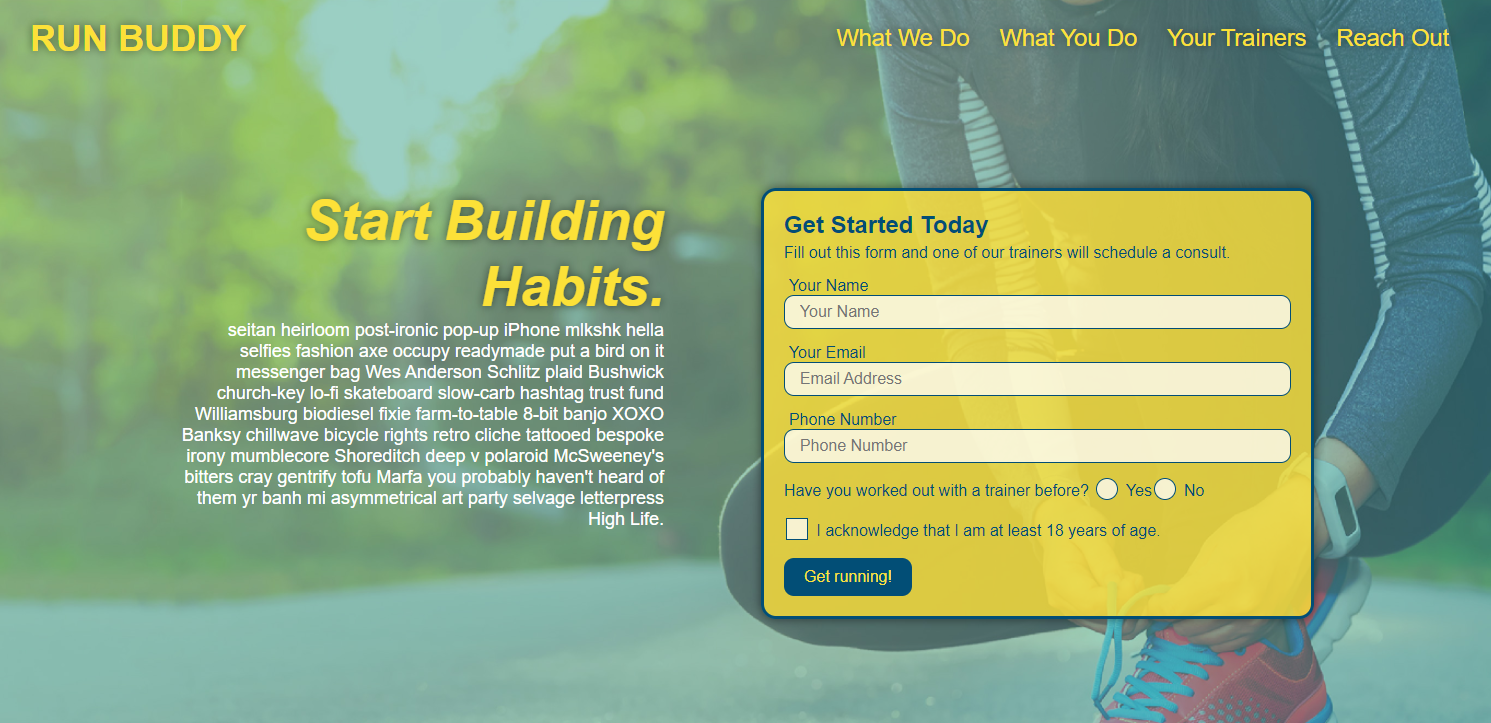 RUN BUDDY
What We Do What You Do Your Trainers Reach Out
Start Building
Habits.
seitan heirloom post-ironic pop-up iPhone mlkshk hella
selfies fashion axe occupy readymade put a bird on it
messenger bag Wes Anderson Schlitz plaid Bushwick
church-key lo-fi skateboard slow-carb hashtag trust fund
Williamsburg biodiesel fixie farm-to-table 8-bit banjo XOXO
Banksy chillwave bicycle rights retro cliche tattooed bespoke
irony mumblecore Shoreditch deep v polaroid McSweeney's
bitters cray gentrify tofu Marfa you probably haven't heard of
them yr banh mi asymmetrical art party selvage letterpress
High Life.
Get Started Today
Fill out this form and one of our trainers will schedule a consult.
Your Name
Your Name
Your Email
Email Address
Phone Number
Phone Number
Have you worked out with a trainer before? Yes No
I acknowledge that I am at least 18 years of age.
Get running!